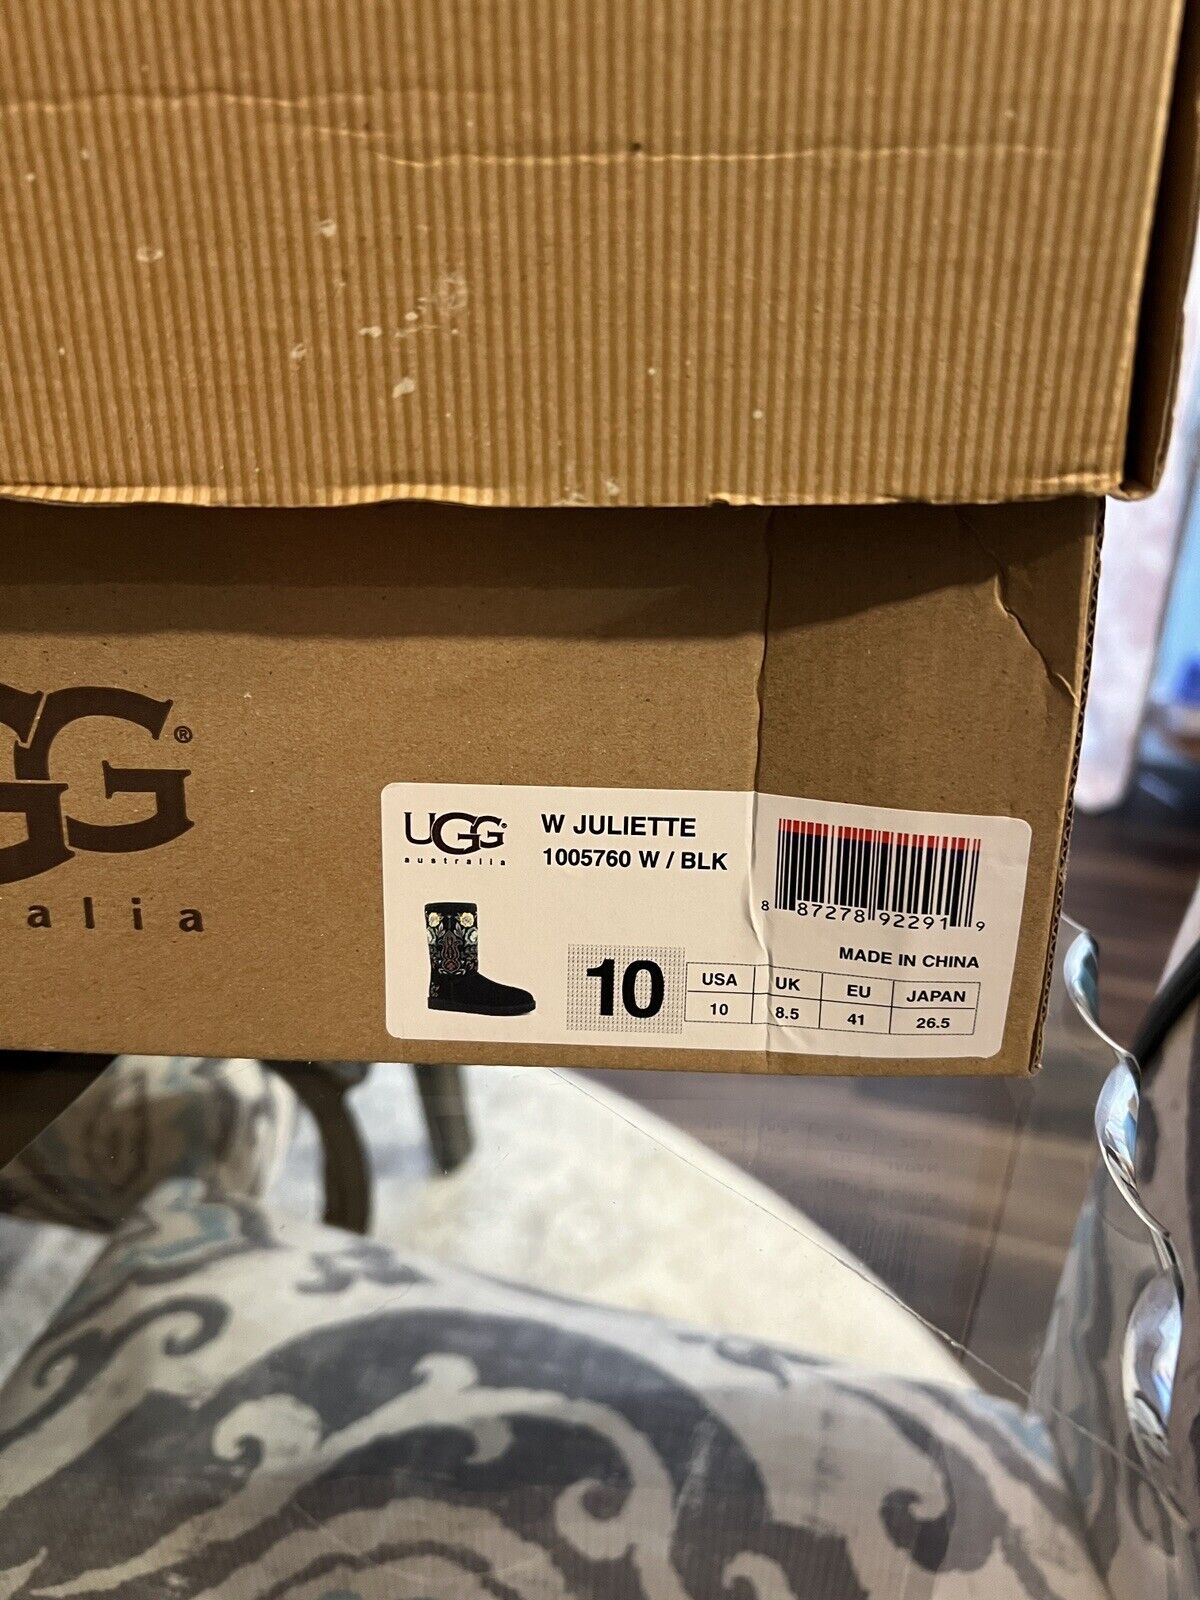 GG®
alia
UGG®
australia
W JULIETTE
1005760 W / BLK
8 87278 92291 9
MADE IN CHINA
10
USA UK EU JAPAN
10 8.5 41 26.5